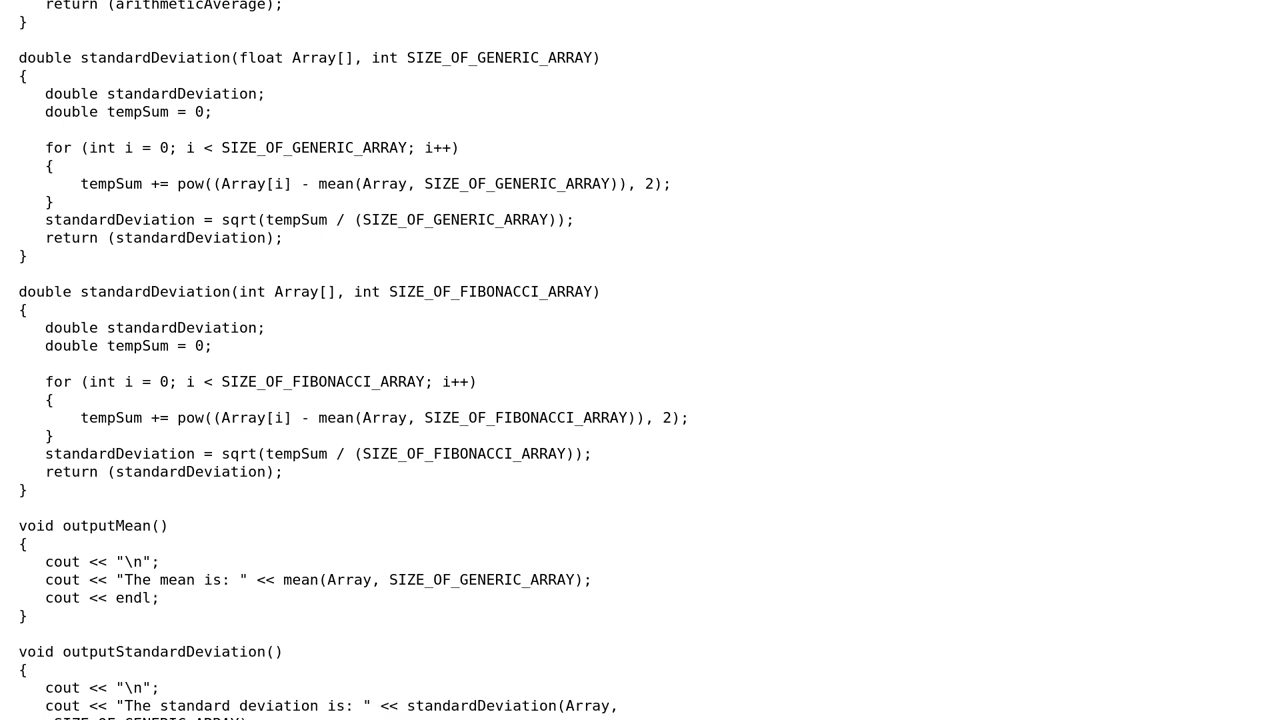 return (arithmeticAverage);
}
double standardDeviation(float Array[], int SIZE_OF_GENERIC_ARRAY)
{
double standardDeviation;
double tempSum = 0;
for (int i = 0; i < SIZE_OF_GENERIC_ARRAY; i++)
{
tempSum += pow((Array[i] - mean(Array, SIZE_OF_GENERIC_ARRAY)), 2);
}
standardDeviation = sqrt(tempSum / (SIZE_OF_GENERIC_ARRAY));
return (standardDeviation);
}
double standardDeviation(int Array[], int SIZE_OF_FIBONACCI_ARRAY)
{
double standardDeviation;
double tempSum = 0;
for (int i = 0; i < SIZE_OF_FIBONACCI_ARRAY; i++)
{
tempSum += pow((Array[i] - mean(Array, SIZE_OF_FIBONACCI_ARRAY)), 2);
}
standardDeviation = sqrt(tempSum / (SIZE_OF_FIBONACCI_ARRAY));
return (standardDeviation);
}
void outputMean()
{
cout << "\n";
cout << "The mean is: " << mean(Array, SIZE_OF_GENERIC_ARRAY);
cout << endl;
}
void outputStandardDeviation()
{
cout << "\n";
cout << "The standard deviation is: " << standardDeviation(Array,